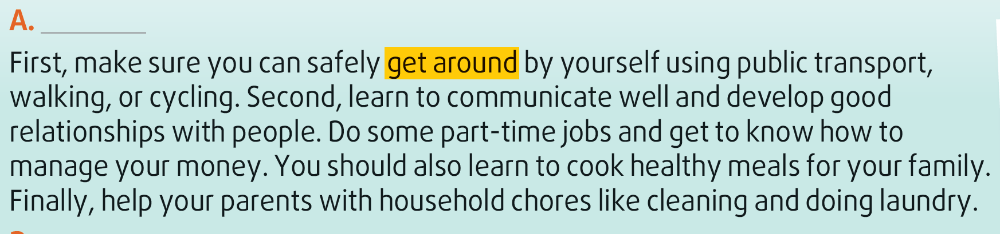 A. __________
First, make sure you can safely get around by yourself using public transport,
walking, or cycling. Second, learn to communicate well and develop good
relationships with people. Do some part-time jobs and get to know how to
manage your money. You should also learn to cook healthy meals for your family.
Finally, help your parents with household chores like cleaning and doing laundry.